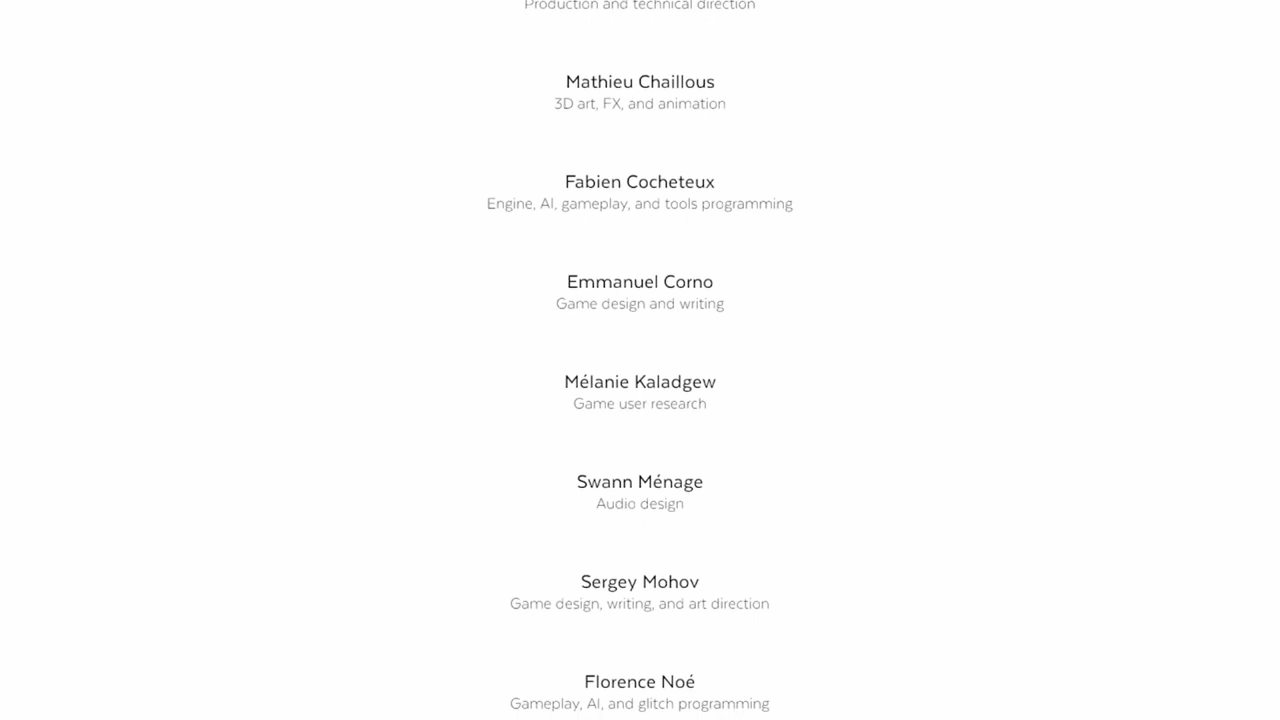 Production and technical direction
Mathieu Chaillous
3D art, FX, and animation
Fabien Cocheteux
Engine, AI, gameplay, and tools programming
Emmanuel Corno
Game design and writing
Mélanie Kaladgew
Game user research
Swann Ménage
Audio design
Sergey Mohov
Game design, writing, and art direction
Florence Noé
Gameplay, AI, and glitch programming